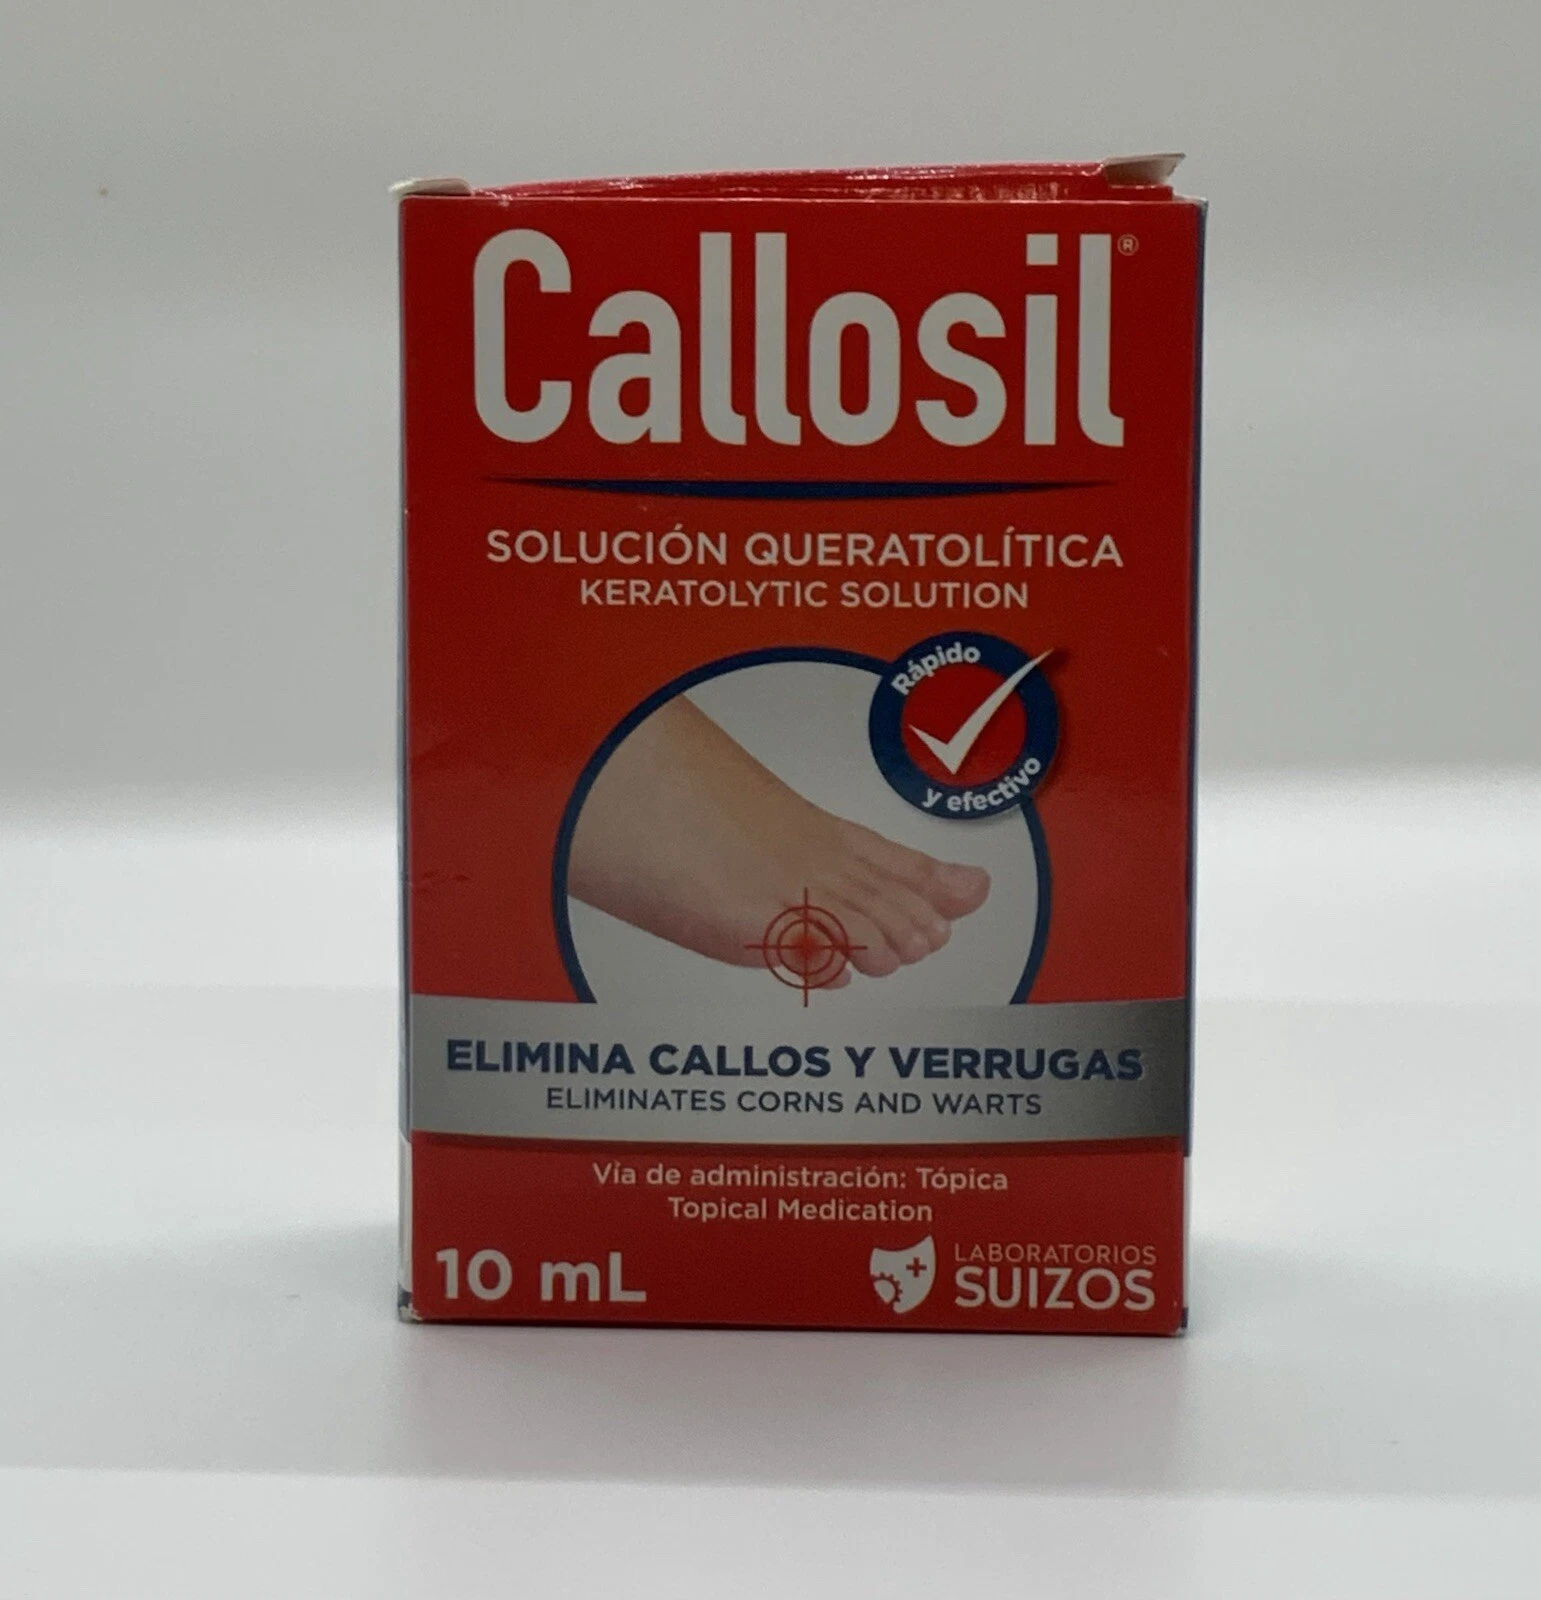 Callosil®
SOLUCIÓN QUERATOLÍTICA
KERATOLYTIC SOLUTION
Rápido
y efectivo
ELIMINA CALLOS Y VERRUGAS
ELIMINATES CORNS AND WARTS
Vía de administración: Tópica
Topical Medication
10 mL
LABORATORIOS
SUIZOS